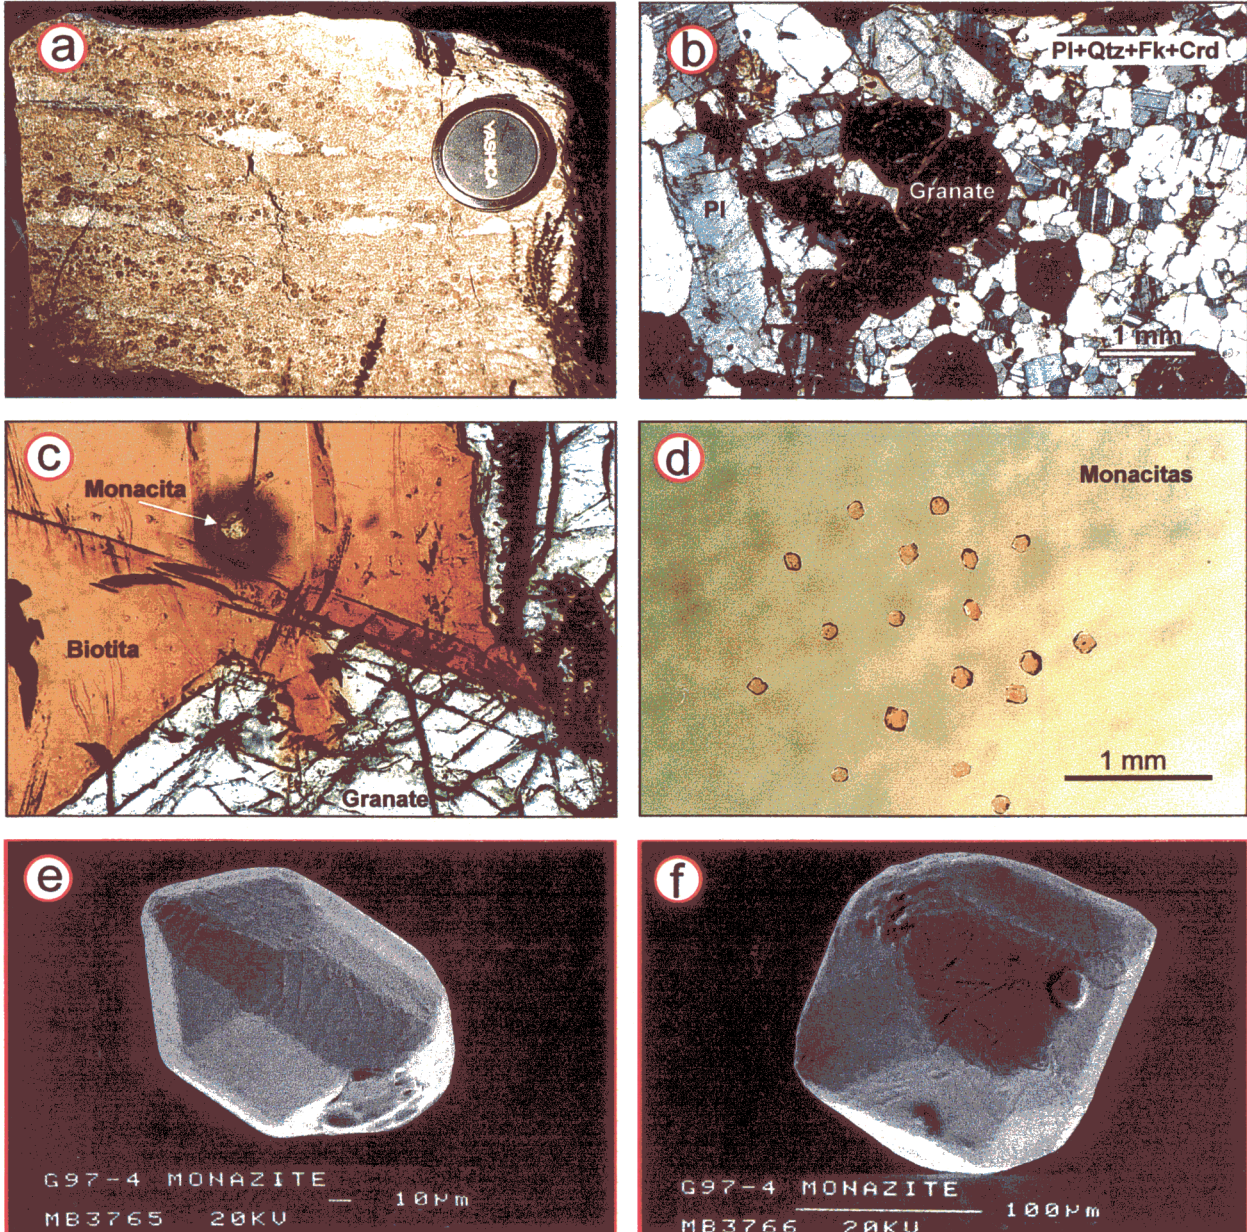 a
YASHICA
b
Pl+Qtz+Fk+Crd
Granate
Pl
1 mm
c
Monacita
Biotita
Granate
d
Monacitas
1 mm
e
G97-4 MONAZITE
10µm
MB3765 20KV
f
G97-4 MONAZITE
100µm
MB3766 20KV